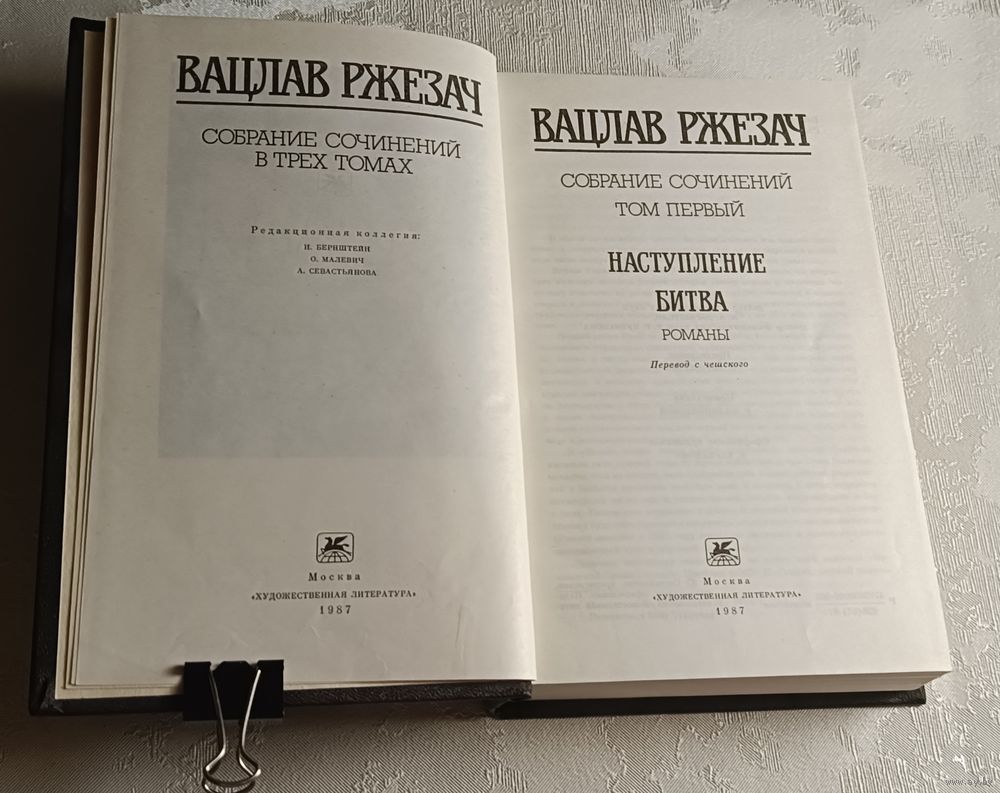 ВАЦЛАВ РЖЕЗАЧ
СОБРАНИЕ СОЧИНЕНИЙ
В ТРЕХ ТОМАХ
Редакционная коллегия:
И. БЕРНШТЕЙН
О. МАЛЕВИЧ
А. СЕВАСТЬЯНОВА
Москва
«ХУДОЖЕСТВЕННАЯ ЛИТЕРАТУРА»
1987
ВАЦЛАВ РЖЕЗАЧ
СОБРАНИЕ СОЧИНЕНИЙ
ТОМ ПЕРВЫЙ
НАСТУПЛЕНИЕ
БИТВА
РОМАНЫ
Перевод с чешского
Москва
«ХУДОЖЕСТВЕННАЯ ЛИТЕРАТУРА»
1987